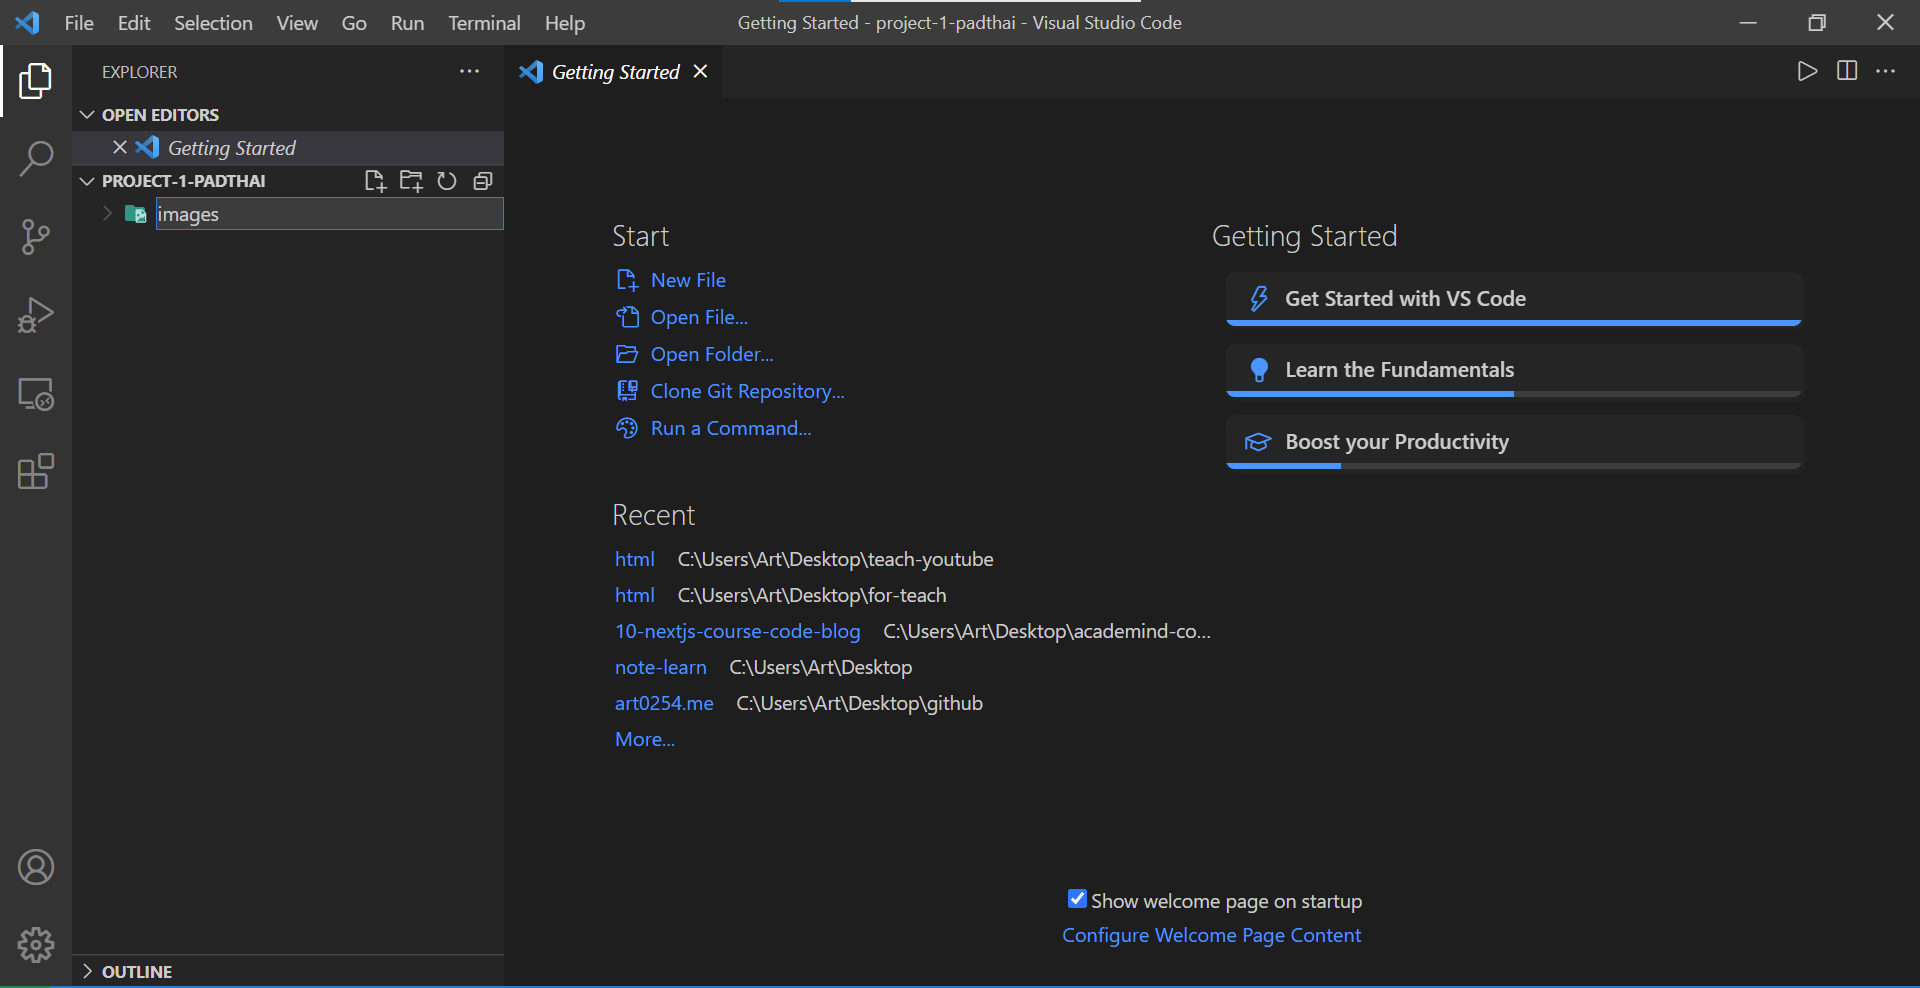 File Edit Selection View Go Run Terminal Help
Getting Started - project-1-padthai - Visual Studio Code
EXPLORER
Getting Started
OPEN EDITORS
Getting Started
PROJECT-1-PADTHAI
images
Start
New File
Open File...
Open Folder...
Clone Git Repository...
Run a Command...
Recent
html C:\Users\Art\Desktop\teach-youtube
html C:\Users\Art\Desktop\for-teach
10-nextjs-course-code-blog C:\Users\Art\Desktop\academind-co...
note-learn C:\Users\Art\Desktop
art0254.me C:\Users\Art\Desktop\github
More...
Getting Started
Get Started with VS Code
Learn the Fundamentals
Boost your Productivity
Show welcome page on startup
Configure Welcome Page Content
OUTLINE